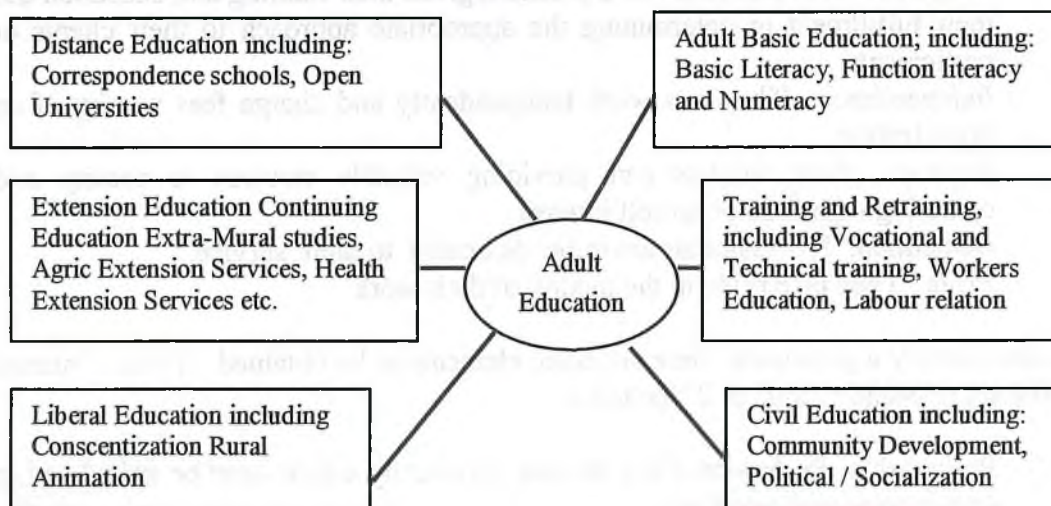 Distance Education including:
Correspondence schools, Open
Universities
Adult Basic Education; including:
Basic Literacy, Function literacy
and Numeracy
Extension Education Continuing
Education Extra-Mural studies,
Agric Extension Services, Health
Extension Services etc.
Adult
Education
Training and Retraining,
including Vocational and
Technical training, Workers
Education, Labour relation
Liberal Education including
Conscentization Rural
Animation
Civil Education including:
Community Development,
Political / Socialization